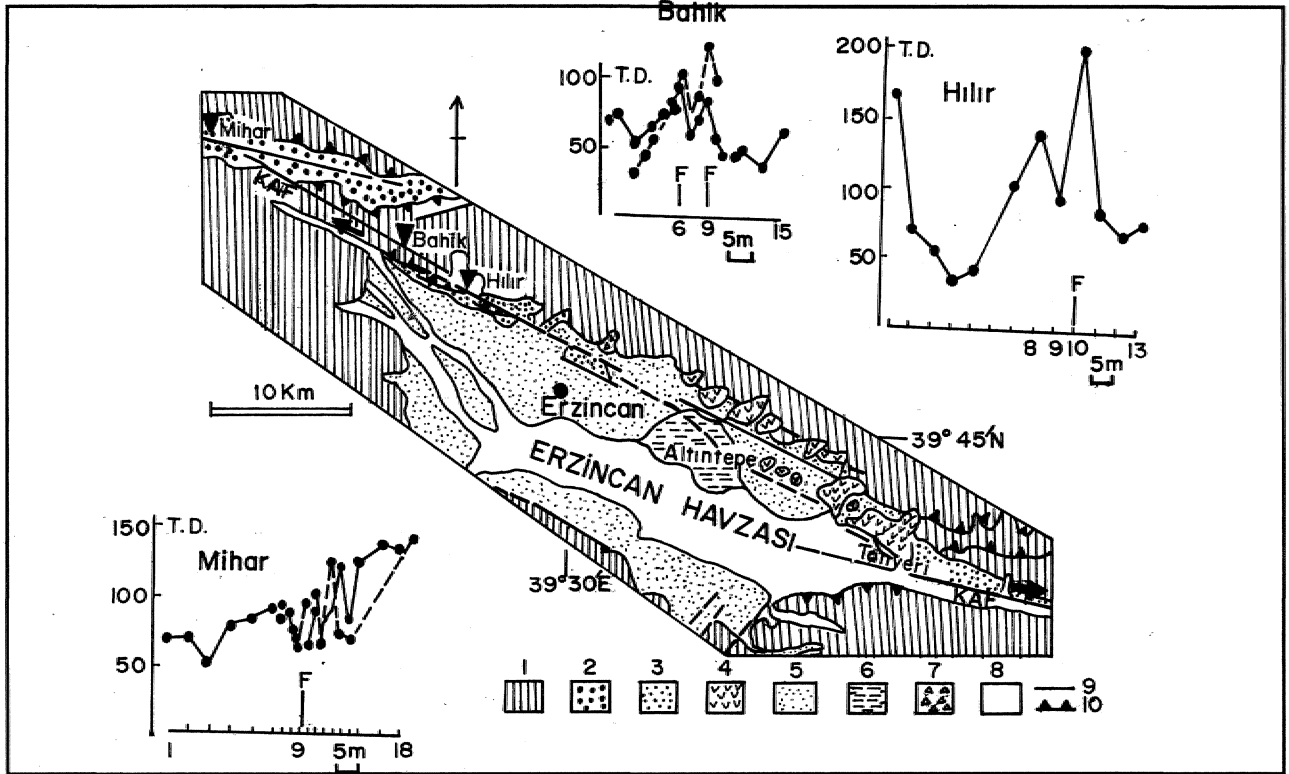 Bahik
100
T.D.
50
F F
6 9 15
5m
200
T.D.
Hılır
150
100
50
F
8 9 10 13
5m
Mihar
KAF
Bahik
Hılır
10 Km
Erzincan
39° 45'N
Altıntepe
ERZİNCAN HAVZASI
Tanyeri
KAF
39° 30'E
150
T.D.
Mihar
100
50
F
1 9 18
5m
1 2 3 4 5 6 7 8
9
10